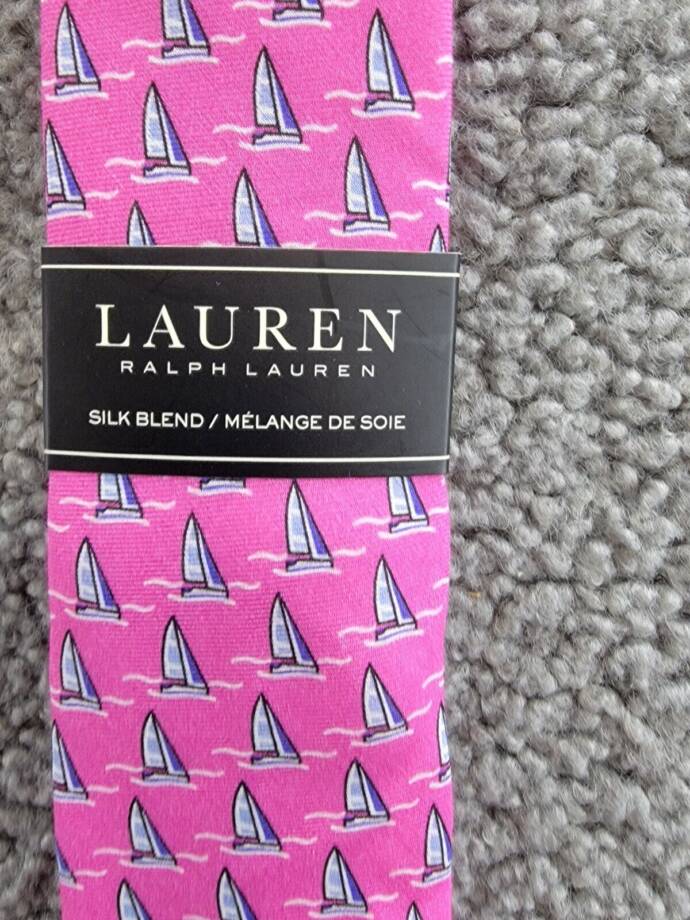 LAUREN
RALPH LAUREN
SILK BLEND / MÉLANGE DE SOIE